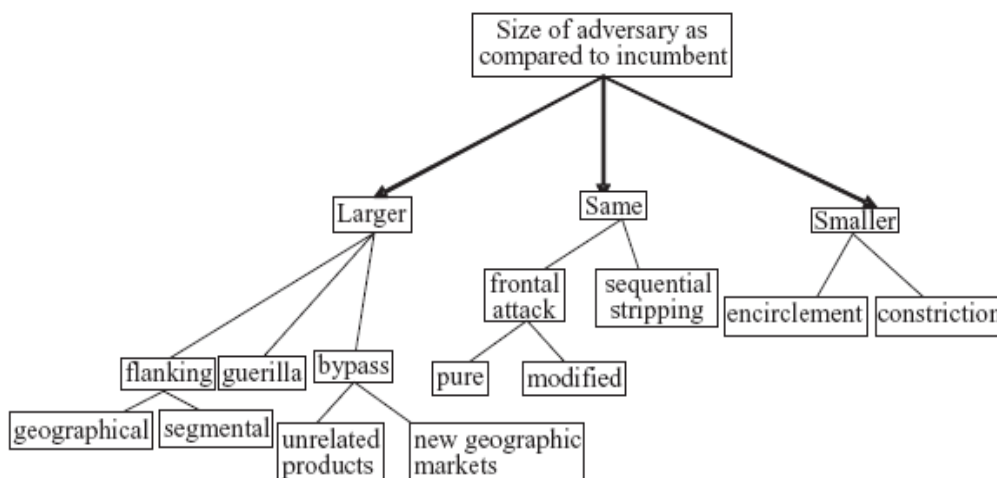 Size of adversary as
compared to incumbent
Larger
Same
Smaller
frontal
attack
sequential
stripping
encirclement
constriction
flanking
guerilla
bypass
pure
modified
geographical
segmental
unrelated
products
new geographic
markets